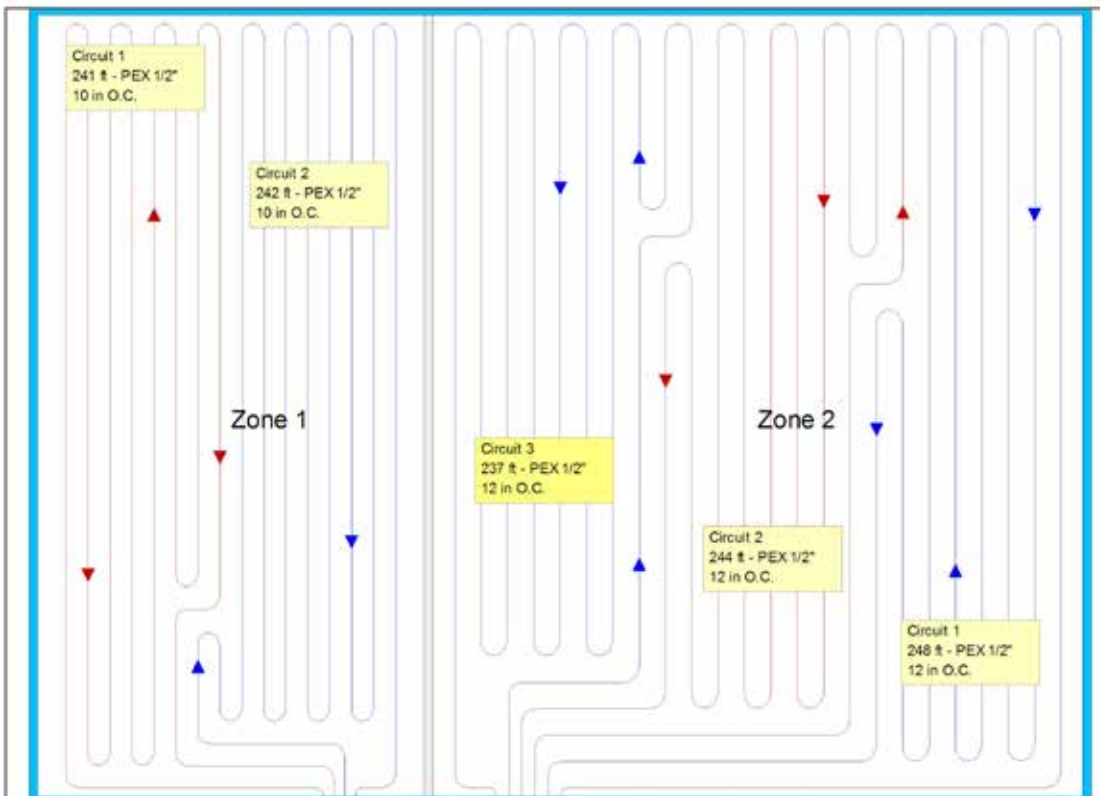 Circuit 1
241 ft - PEX 1/2"
10 in O.C.
Circuit 2
242 ft - PEX 1/2"
10 in O.C.
Zone 1
Zone 2
Circuit 3
237 ft - PEX 1/2"
12 in O.C.
Circuit 2
244 ft - PEX 1/2"
12 in O.C.
Circuit 1
248 ft - PEX 1/2"
12 in O.C.